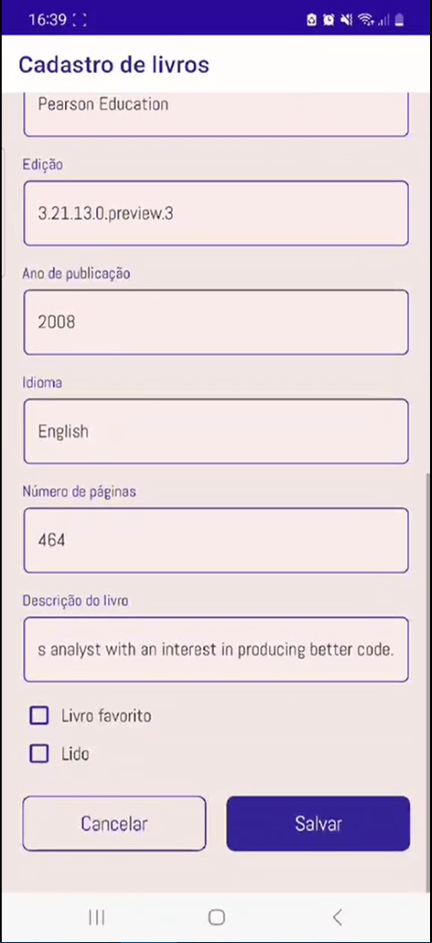 16:39
Cadastro de livros
Pearson Education
Edição
3.21.13.0.preview.3
Ano de publicação
2008
Idioma
English
Número de páginas
464
Descrição do livro
s analyst with an interest in producing better code.
Livro favorito
Lido
Cancelar
Salvar